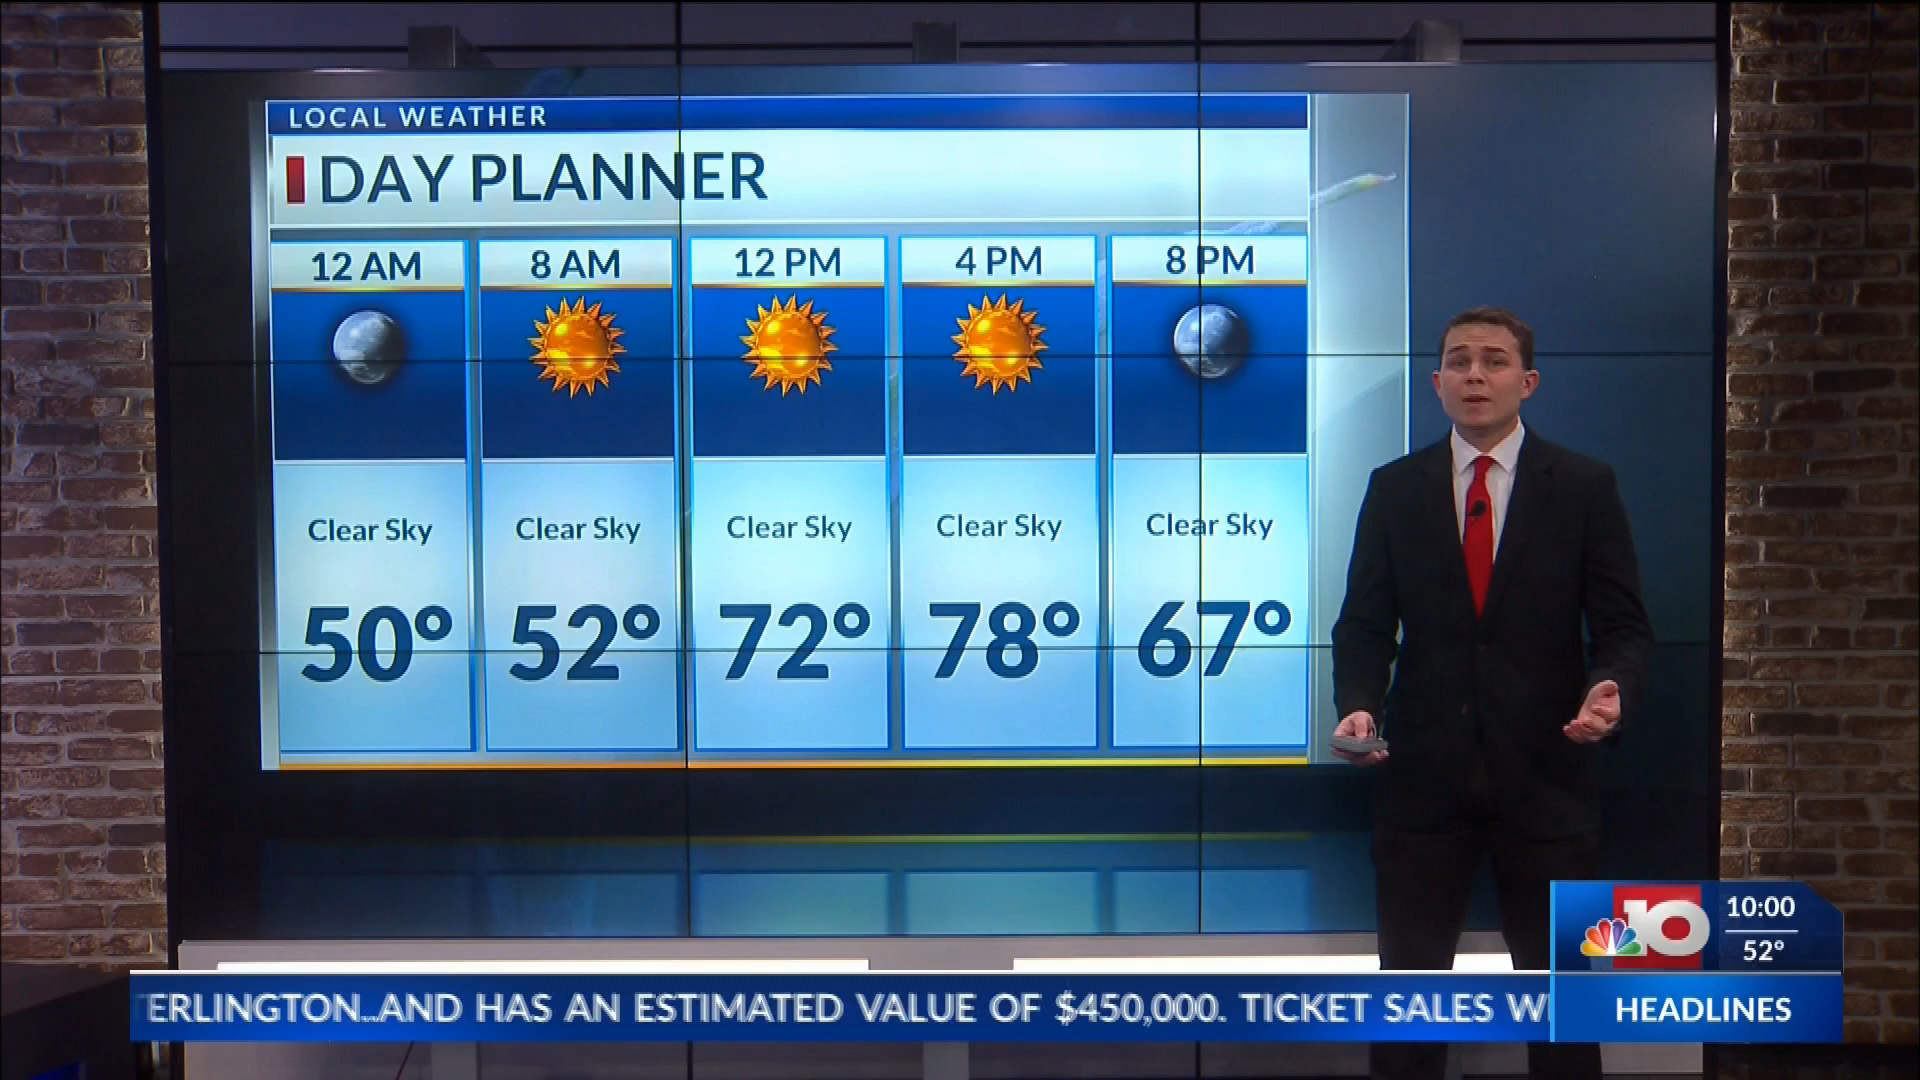 LOCAL WEATHER
DAY PLANNER
12 AM
8 AM
12 PM
4 PM
8 PM
Clear Sky
Clear Sky
Clear Sky
Clear Sky
Clear Sky
50°
52°
72°
78°
67°
10
10:00
52°
ERLINGTON...AND HAS AN ESTIMATED VALUE OF $450,000. TICKET SALES
HEADLINES